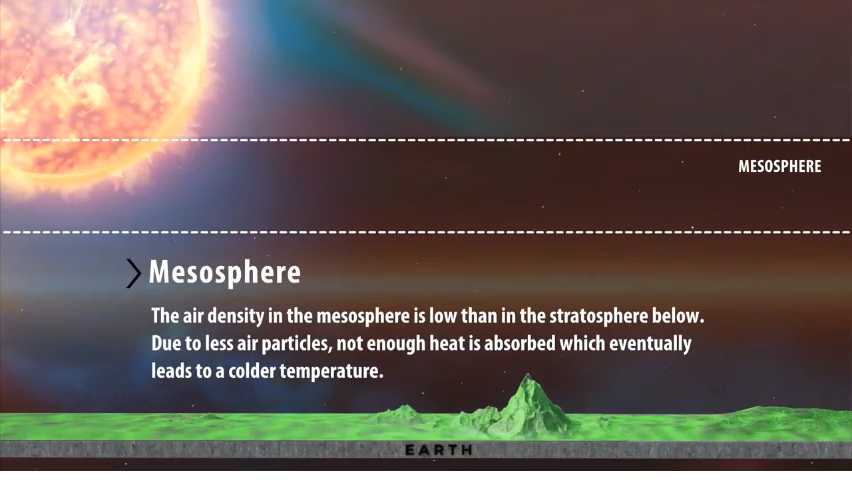 MESOSPHERE
Mesosphere
The air density in the mesosphere is low than in the stratosphere below.
Due to less air particles, not enough heat is absorbed which eventually
leads to a colder temperature.
EARTH